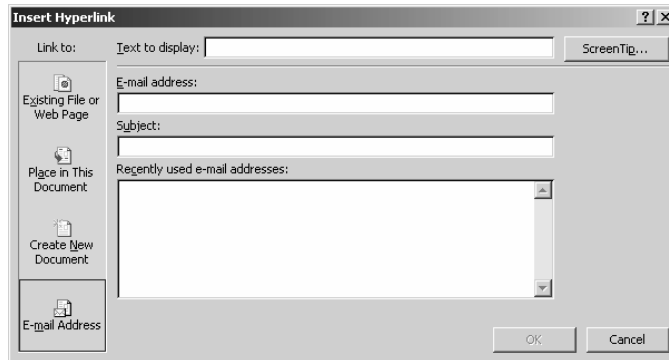 Insert Hyperlink
Link to:
Text to display:
ScreenTip...
Existing File or
Web Page
Place in This
Document
Create New
Document
E-mail Address
E-mail address:
Subject:
Recently used e-mail addresses:
OK
Cancel